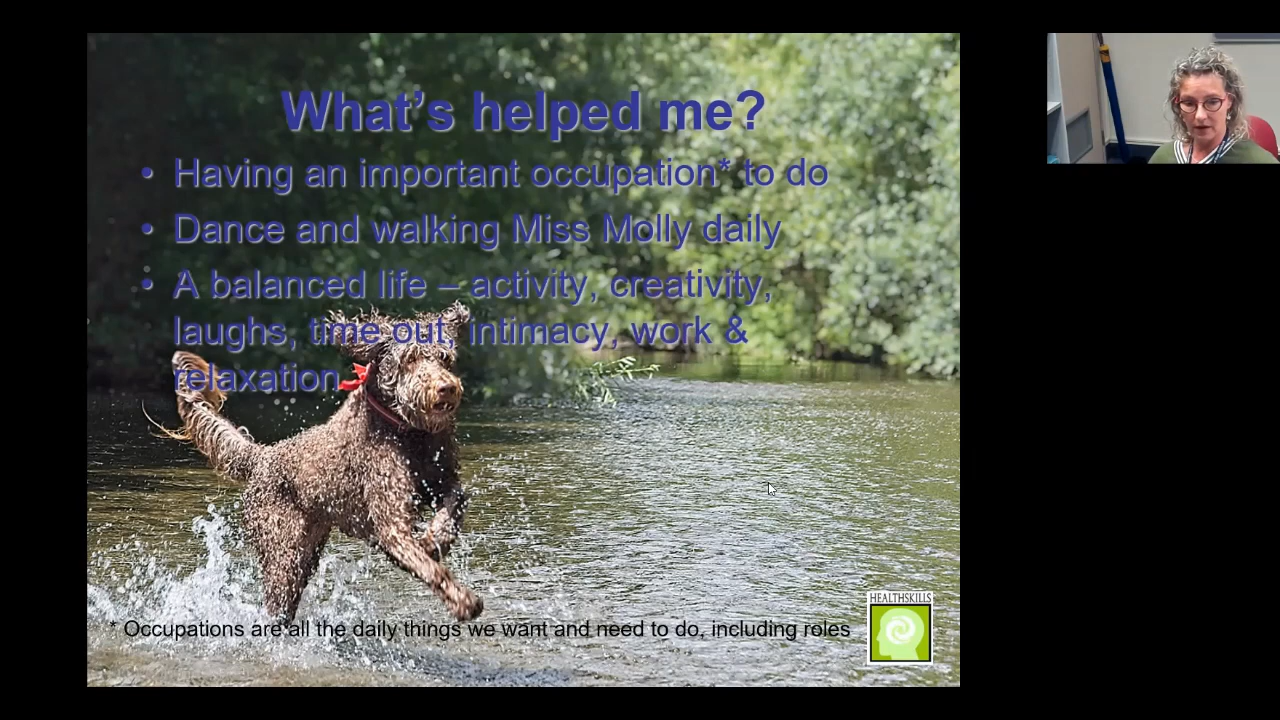 What's helped me?
• Having an important occupation* to do
• Dance and walking Miss Molly daily
• A balanced life – activity, creativity,
laughs, time out, intimacy, work &
relaxation
* Occupations are all the daily things we want and need to do, including roles
HEALTHSKILLS